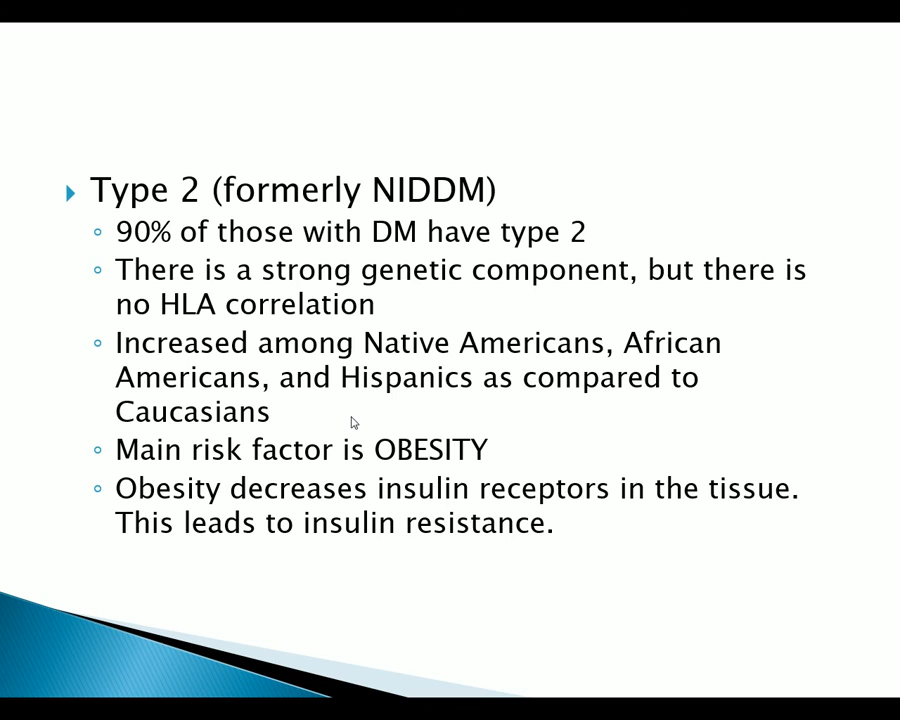 Type 2 (formerly NIDDM)
90% of those with DM have type 2
There is a strong genetic component, but there is
no HLA correlation
Increased among Native Americans, African
Americans, and Hispanics as compared to
Caucasians
Main risk factor is OBESITY
Obesity decreases insulin receptors in the tissue.
This leads to insulin resistance.